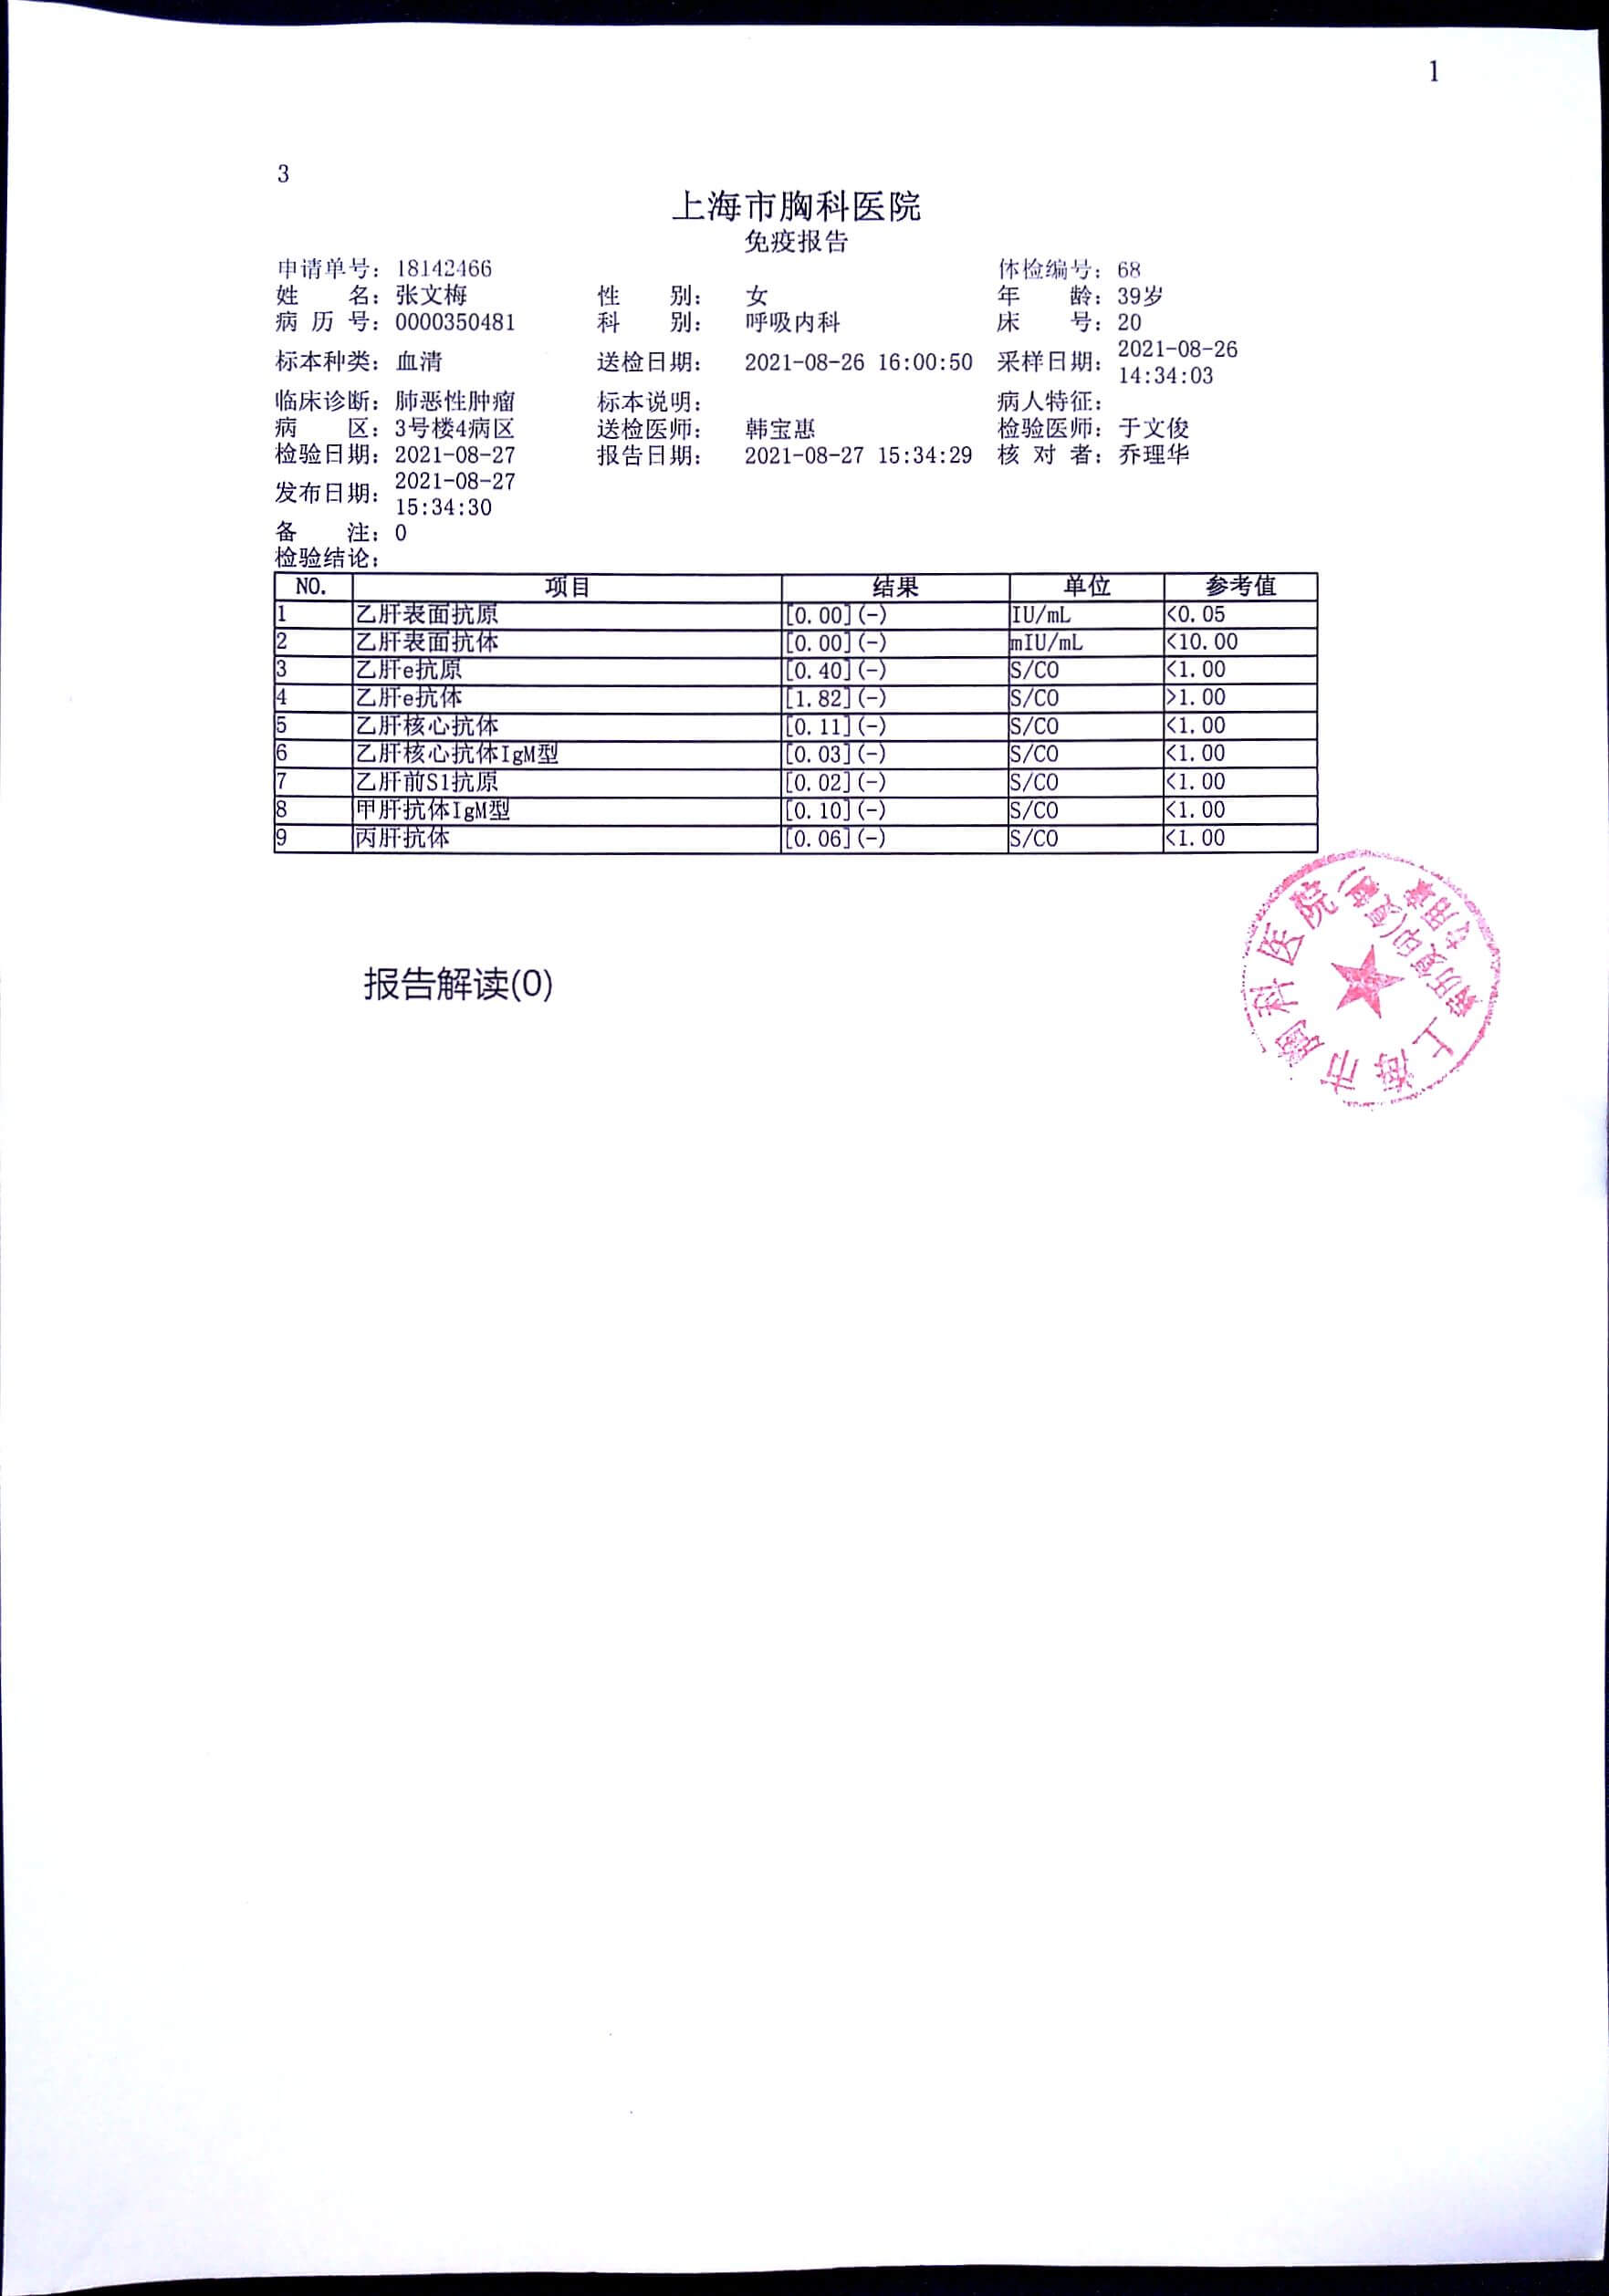 1
3
上海市胸科医院
免疫报告
申请单号: 18142466 体检编号: 68
姓 名: 张文梅 性 别: 女 年 龄: 39岁
病 历 号: 0000350481 科 别: 呼吸内科 床 号: 20
标本种类: 血清 送检日期: 2021-08-26 16:00:50 采样日期: 2021-08-26 14:34:03
临床诊断: 肺恶性肿瘤 标本说明: 病人特征:
病 区: 3号楼4病区 送检医师: 韩宝惠 检验医师: 于文俊
检验日期: 2021-08-27 报告日期: 2021-08-27 15:34:29 核 对 者: 乔理华
发布日期: 2021-08-27 15:34:30
备 注: 0
检验结论:
NO. 项目 结果 单位 参考值
1 乙肝表面抗原 [0.00](-) IU/mL <0.05
2 乙肝表面抗体 [0.00](-) mIU/mL <10.00
3 乙肝e抗原 [0.40](-) S/CO <1.00
4 乙肝e抗体 [1.82](-) S/CO >1.00
5 乙肝核心抗体 [0.11](-) S/CO <1.00
6 乙肝核心抗体IgM型 [0.03](-) S/CO <1.00
7 乙肝前S1抗原 [0.02](-) S/CO <1.00
8 甲肝抗体IgM型 [0.10](-) S/CO <1.00
9 丙肝抗体 [0.06](-) S/CO <1.00
报告解读(0)
上海市胸科医院
病历复印(复
专用章